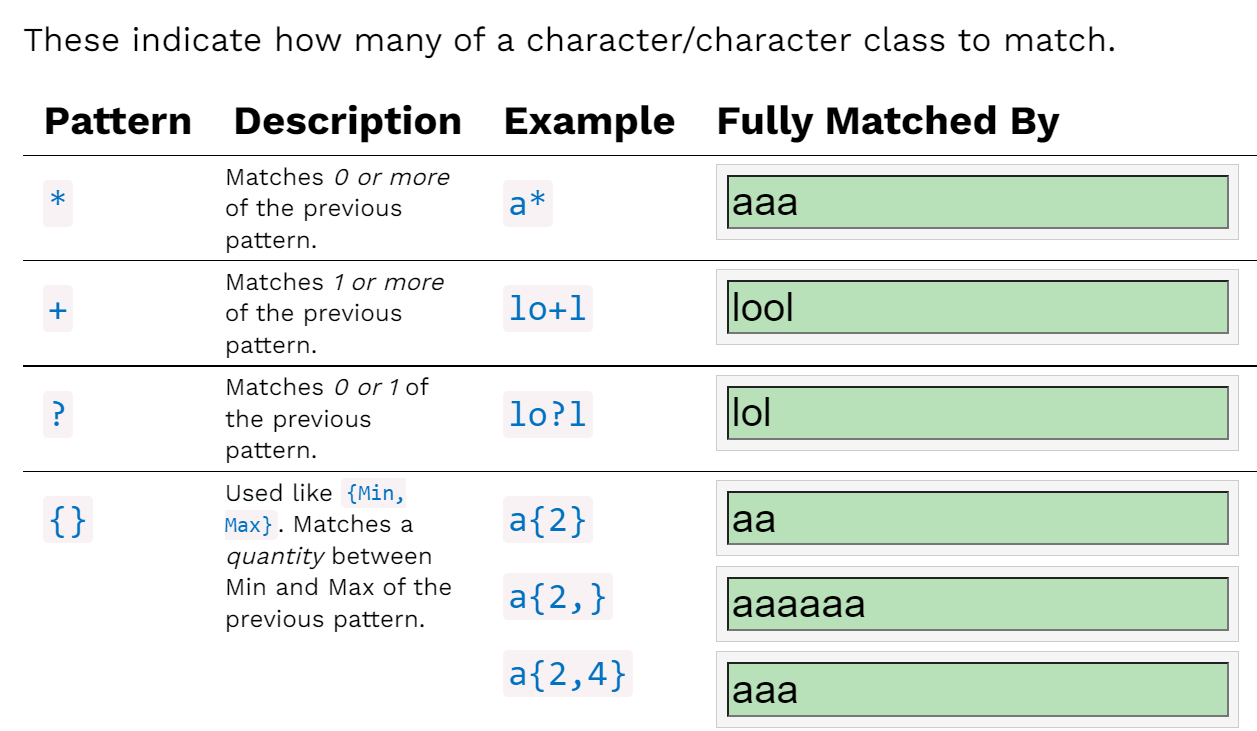 These indicate how many of a character/character class to match.
Pattern Description Example Fully Matched By
* Matches 0 or more of the previous pattern. a* aaa
+ Matches 1 or more of the previous pattern. lo+l lool
? Matches 0 or 1 of the previous pattern. lo?l lol
{} Used like {Min, Max}. Matches a quantity between Min and Max of the previous pattern. a{2} aa
a{2,} aaaaaa
a{2,4} aaa